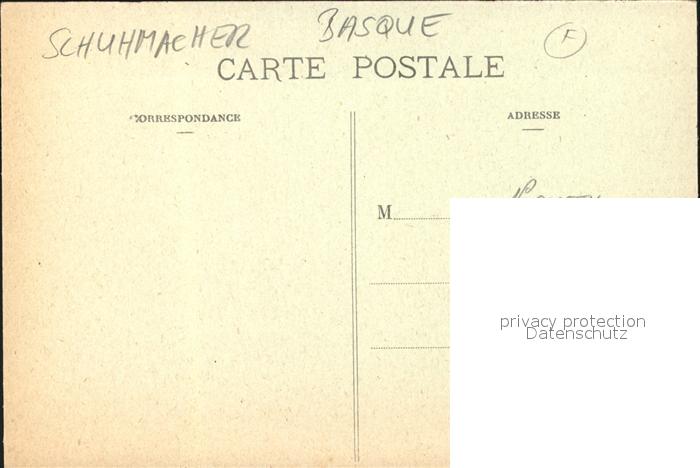 SCHUHMACHER BASQUE F
CARTE POSTALE
CORRESPONDANCE
ADRESSE
M
privacy protection
Datenschutz